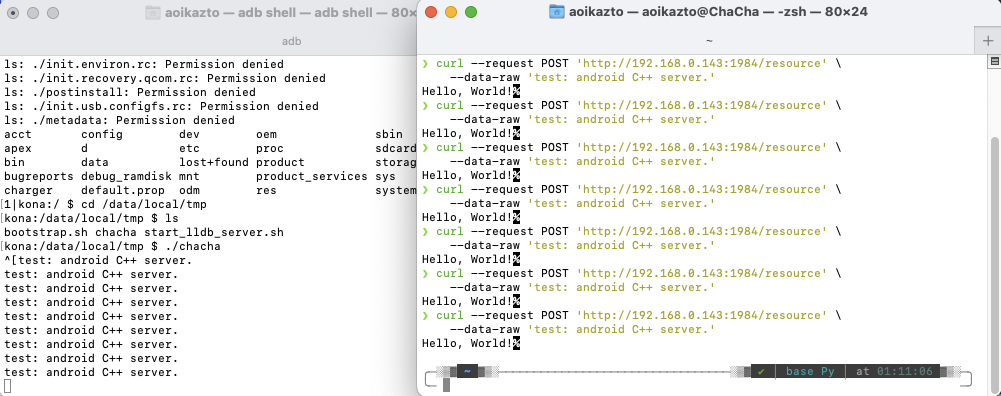 aoikazto — adb shell — adb shell — 80×
adb
ls: ./init.environ.rc: Permission denied
ls: ./init.recovery.qcom.rc: Permission denied
ls: ./postinstall: Permission denied
ls: ./init.usb.configfs.rc: Permission denied
ls: ./metadata: Permission denied
acct config dev oem sbin
apex d etc proc sdcard
bin data lost+found product storag
bugreports debug_ramdisk mnt product_services sys
charger default.prop odm res system
[1|kona:/ $ cd /data/local/tmp
[kona:/data/local/tmp $ ls
bootstrap.sh chacha start_lldb_server.sh
[kona:/data/local/tmp $ ./chacha
^[test: android C++ server.
test: android C++ server.
test: android C++ server.
test: android C++ server.
test: android C++ server.
test: android C++ server.
test: android C++ server.
test: android C++ server.
test: android C++ server.
aoikazto — aoikazto@ChaCha — -zsh — 80×24
~
+
❯ curl --request POST 'http://192.168.0.143:1984/resource' \
--data-raw 'test: android C++ server.'
Hello, World!%
❯ curl --request POST 'http://192.168.0.143:1984/resource' \
--data-raw 'test: android C++ server.'
Hello, World!%
❯ curl --request POST 'http://192.168.0.143:1984/resource' \
--data-raw 'test: android C++ server.'
Hello, World!%
❯ curl --request POST 'http://192.168.0.143:1984/resource' \
--data-raw 'test: android C++ server.'
Hello, World!%
❯ curl --request POST 'http://192.168.0.143:1984/resource' \
--data-raw 'test: android C++ server.'
Hello, World!%
❯ curl --request POST 'http://192.168.0.143:1984/resource' \
--data-raw 'test: android C++ server.'
Hello, World!%
❯ curl --request POST 'http://192.168.0.143:1984/resource' \
--data-raw 'test: android C++ server.'
Hello, World!%
~ ✔ | base Py | at 01:11:06